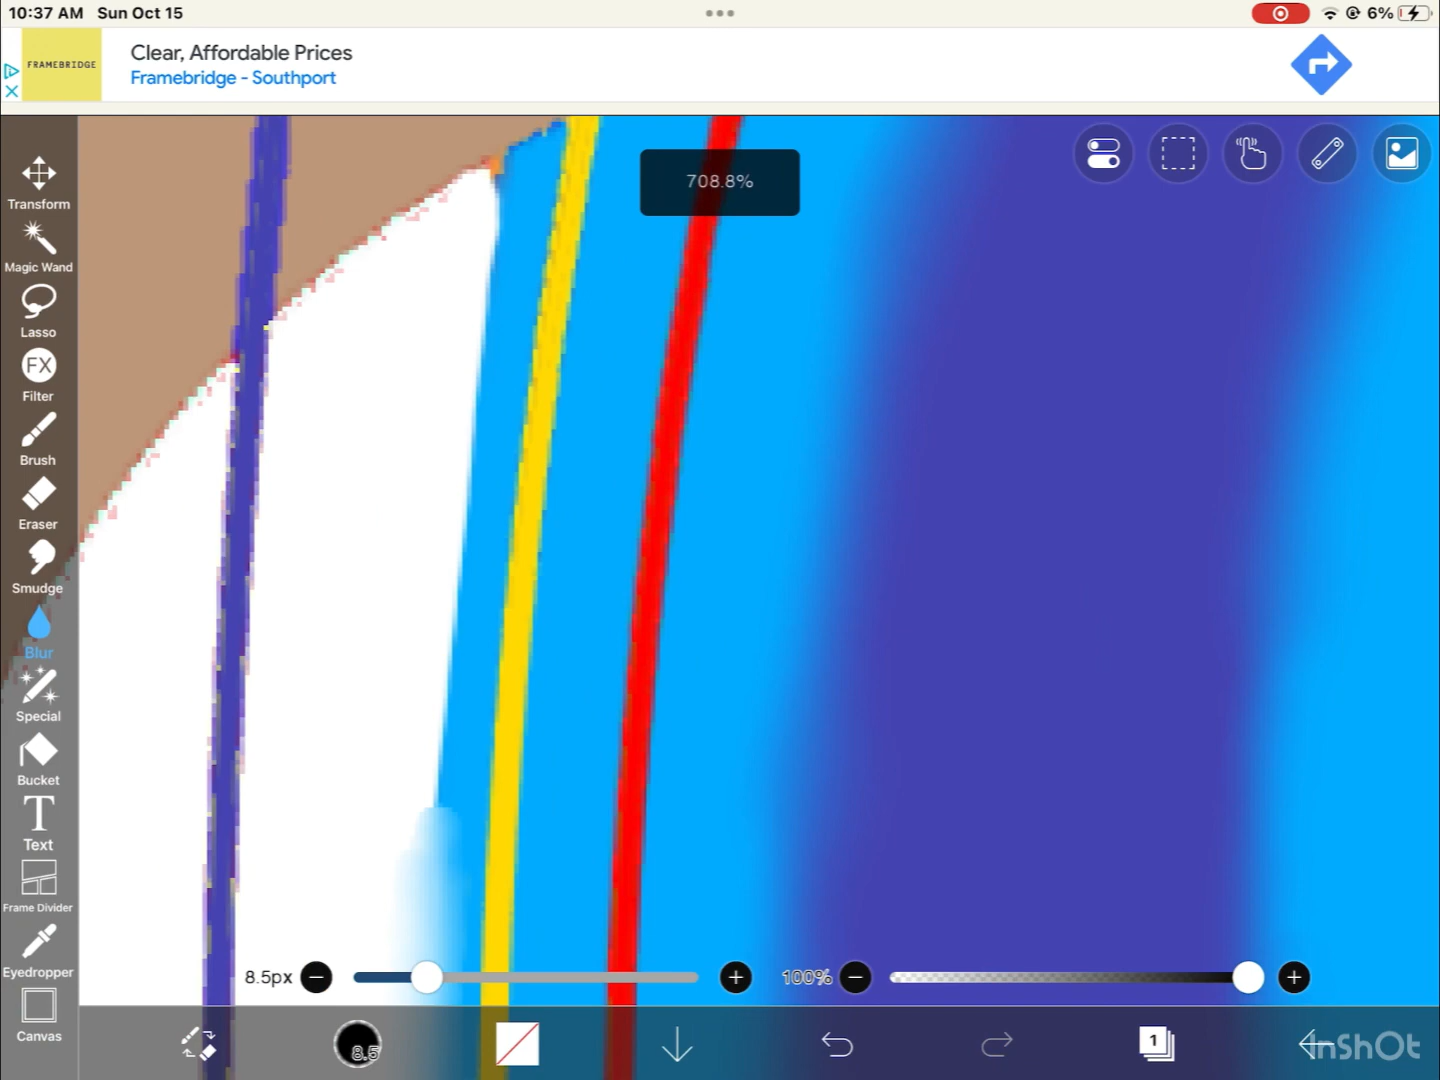 10:37 AM Sun Oct 15
6%
FRAMEBRIDGE
Clear, Affordable Prices
Framebridge - Southport
708.8%
Transform
Magic Wand
Lasso
FX
Filter
Brush
Eraser
Smudge
Blur
Special
Bucket
T
Text
Frame Divider
Eyedropper
Canvas
8.5px
100%
8.5
1
InShOt